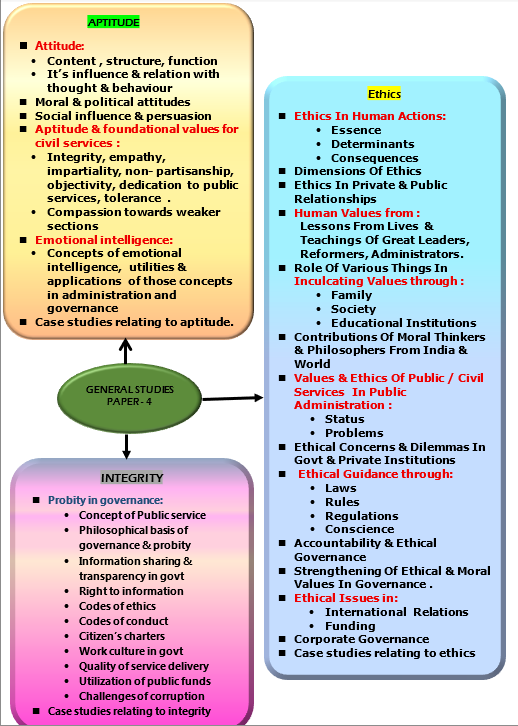 APTITUDE
Attitude:
Content , structure, function
It's influence & relation with
thought & behaviour
Moral & political attitudes
Social influence & persuasion
Aptitude & foundational values for
civil services :
Integrity, empathy,
impartiality, non- partisanship,
objectivity, dedication to public
services, tolerance .
Compassion towards weaker
sections
Emotional intelligence:
Concepts of emotional
intelligence, utilities &
applications of those concepts
in administration and
governance
Case studies relating to aptitude.
GENERAL STUDIES
PAPER- 4
INTEGRITY
Probity in governance:
Concept of Public service
Philosophical basis of
governance & probity
Information sharing &
transparency in govt
Right to information
Codes of ethics
Codes of conduct
Citizen's charters
Work culture in govt
Quality of service delivery
Utilization of public funds
Challenges of corruption
Case studies relating to integrity
Ethics
Ethics In Human Actions:
Essence
Determinants
Consequences
Dimensions Of Ethics
Ethics In Private & Public
Relationships
Human Values from :
Lessons From Lives &
Teachings Of Great Leaders,
Reformers, Administrators.
Role Of Various Things In
Inculcating Values through :
Family
Society
Educational Institutions
Contributions Of Moral Thinkers
& Philosophers From India &
World
Values & Ethics Of Public / Civil
Services In Public
Administration :
Status
Problems
Ethical Concerns & Dilemmas In
Govt & Private Institutions
Ethical Guidance through:
Laws
Rules
Regulations
Conscience
Accountability & Ethical
Governance
Strengthening Of Ethical & Moral
Values In Governance .
Ethical Issues in:
International Relations
Funding
Corporate Governance
Case studies relating to ethics